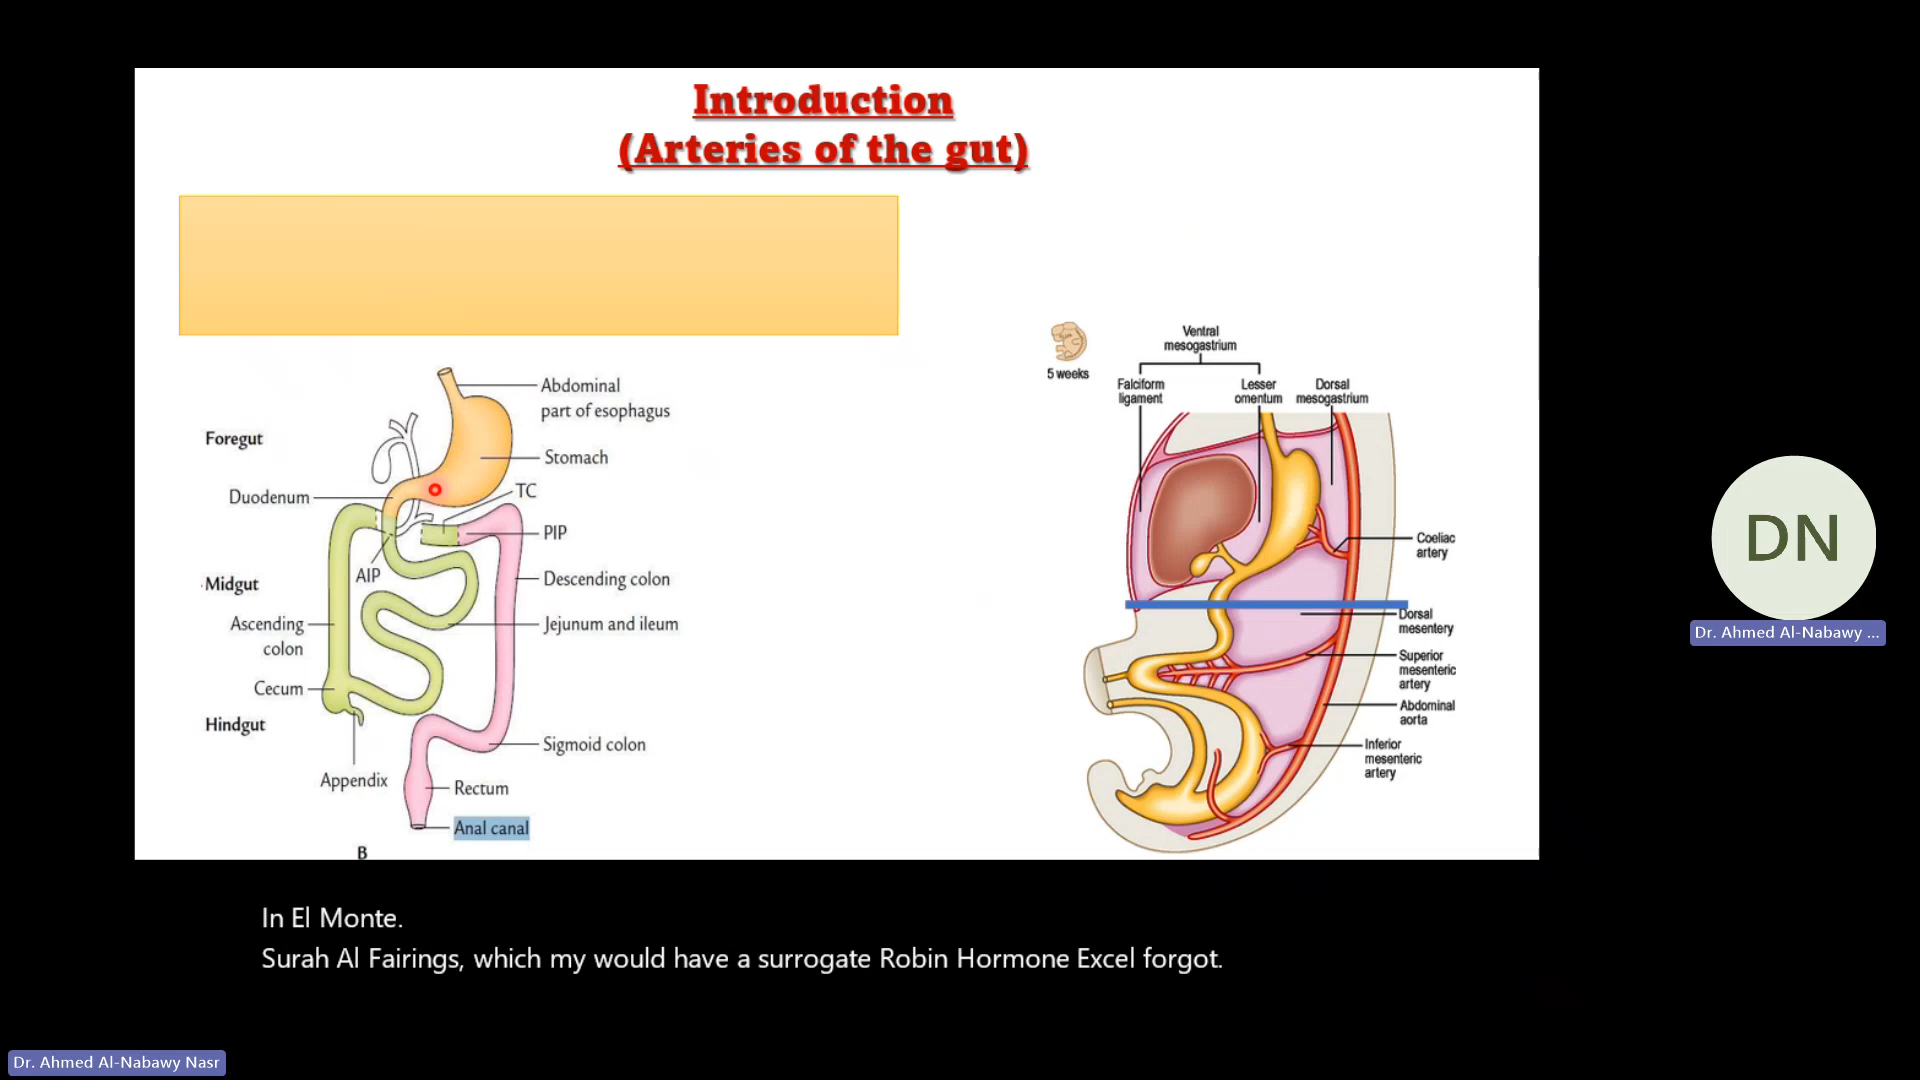 Introduction
(Arteries of the gut)
Abdominal
part of esophagus
Foregut
Stomach
Duodenum
TC
PIP
AIP
Descending colon
Midgut
Ascending
colon
Jejunum and ileum
Cecum
Hindgut
Sigmoid colon
Appendix
Rectum
Anal canal
B
5 weeks
Ventral
mesogastrium
Falciform
ligament
Lesser
omentum
Dorsal
mesogastrium
Coeliac
artery
Dorsal
mesentery
Superior
mesenteric
artery
Abdominal
aorta
Inferior
mesenteric
artery
DN
Dr. Ahmed Al-Nabawy ...
In El Monte.
Surah Al Fairings, which my would have a surrogate Robin Hormone Excel forgot.
Dr. Ahmed Al-Nabawy Nasr